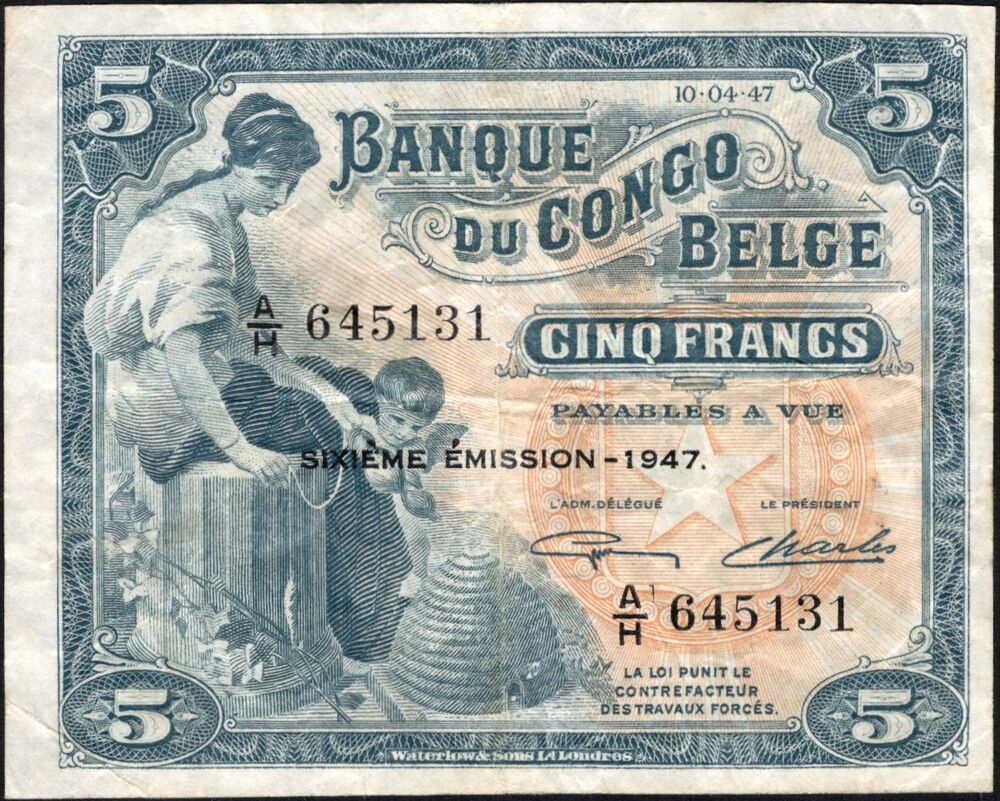 5
5
10·04·47
BANQUE
DU CONGO
BELGE
A/H 645131
CINQ FRANCS
PAYABLES A VUE
SIXIÈME ÉMISSION - 1947.
L'ADM. DÉLÉGUÉ LE PRÉSIDENT
Charles
A/H 645131
LA LOI PUNIT LE
CONTREFACTEUR
DES TRAVAUX FORCÉS.
5
5
Waterlow & Sons Ld Londres